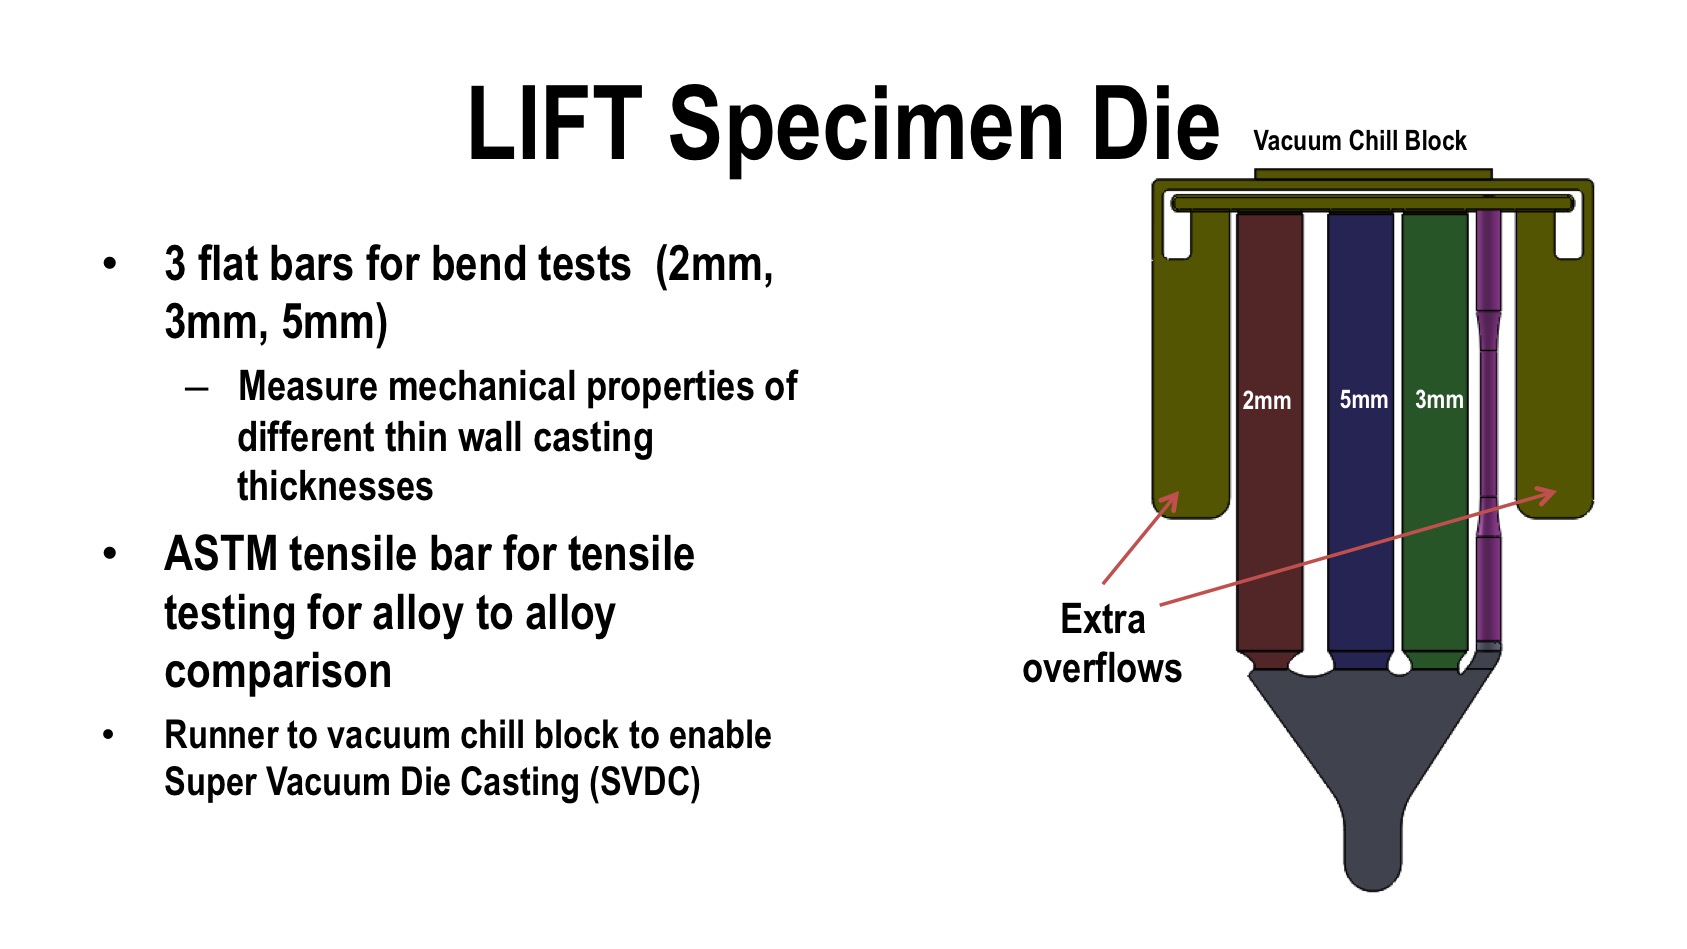 LIFT Specimen Die
Vacuum Chill Block
• 3 flat bars for bend tests (2mm,
3mm, 5mm)
– Measure mechanical properties of
different thin wall casting
thicknesses
• ASTM tensile bar for tensile
testing for alloy to alloy
comparison
• Runner to vacuum chill block to enable
Super Vacuum Die Casting (SVDC)
2mm
5mm
3mm
Extra
overflows